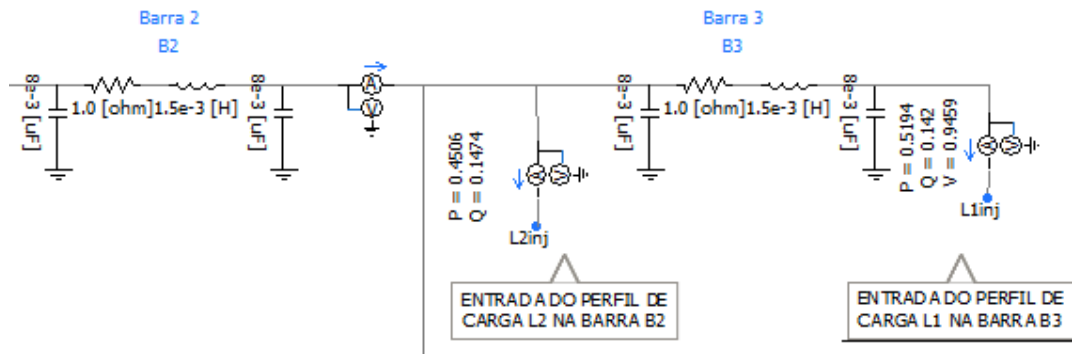 Barra 2
B2
Barra 3
B3
8e-3 [uF]
1.0 [ohm]
1.5e-3 [H]
8e-3 [uF]
A
V
8e-3 [uF]
1.0 [ohm]
1.5e-3 [H]
8e-3 [uF]
P = 0.4506
Q = 0.1474
A
V
L2inj
P = 0.5194
Q = 0.142
V = 0.9459
A
V
L1inj
ENTRADA DO PERFIL DE
CARGA L2 NA BARRA B2
ENTRADA DO PERFIL DE
CARGA L1 NA BARRA B3